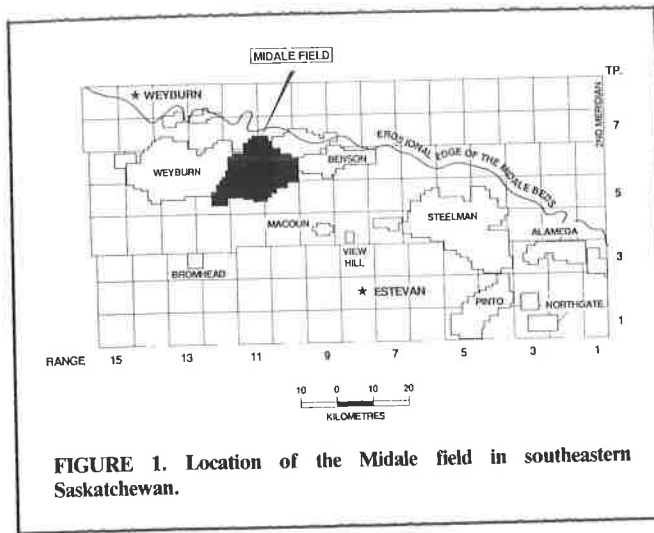 MIDALE FIELD
TP.
WEYBURN
2ND MERIDIAN
7
EROSIONAL EDGE OF THE MIDALE BEDS
BENSON
WEYBURN
5
STEELMAN
MACOUN
ALAMEDA
VIEW
HILL
3
BROMHEAD
ESTEVAN
PINTO
NORTHGATE
1
RANGE 15 13 11 9 7 5 3 1
10 0 10 20
KILOMETRES
FIGURE 1. Location of the Midale field in southeastern
Saskatchewan.